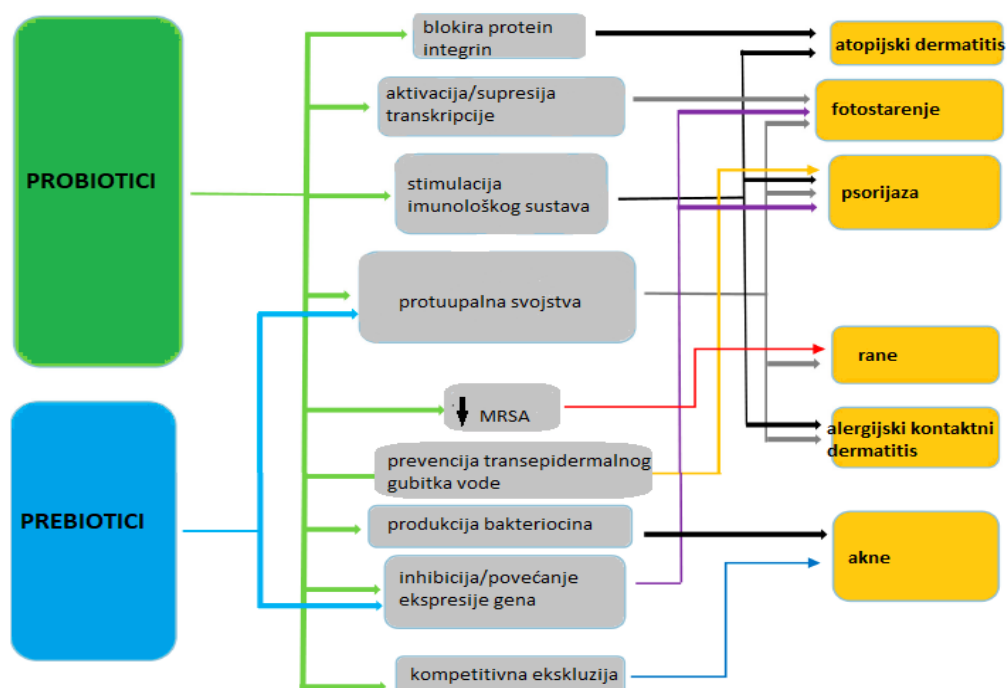 PROBIOTICI
PREBIOTICI
blokira protein
integrin
aktivacija/supresija
transkripcije
stimulacija
imunološkog sustava
protuupalna svojstva
MRSA
prevencija transepidermalnog
gubitka vode
produkcija bakteriocina
inhibicija/povećanje
ekspresije gena
kompetitivna ekskluzija
atopijski dermatitis
fotostarenje
psorijaza
rane
alergijski kontaktni
dermatitis
akne